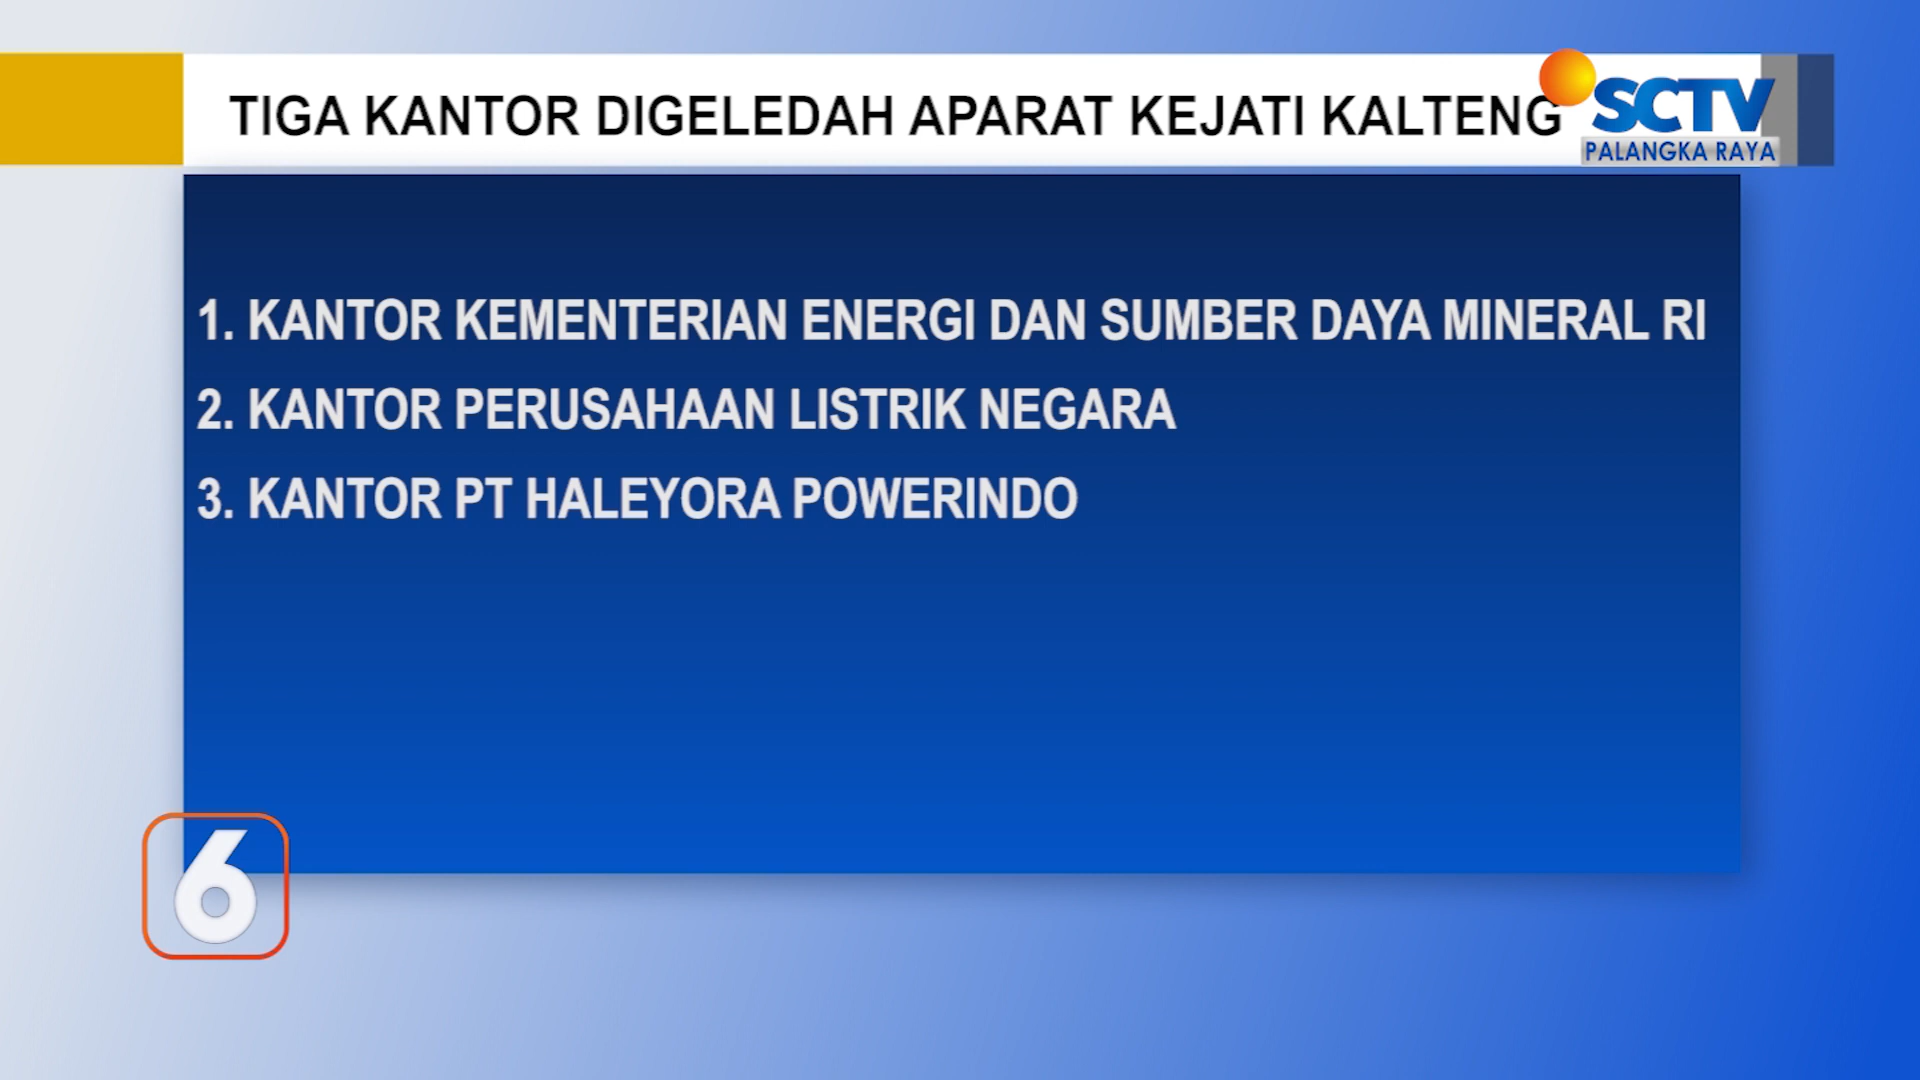 TIGA KANTOR DIGELEDAH APARAT KEJATI KALTENG
SCTV
PALANGKA RAYA
1. KANTOR KEMENTERIAN ENERGI DAN SUMBER DAYA MINERAL RI
2. KANTOR PERUSAHAAN LISTRIK NEGARA
3. KANTOR PT HALEYORA POWERINDO
6